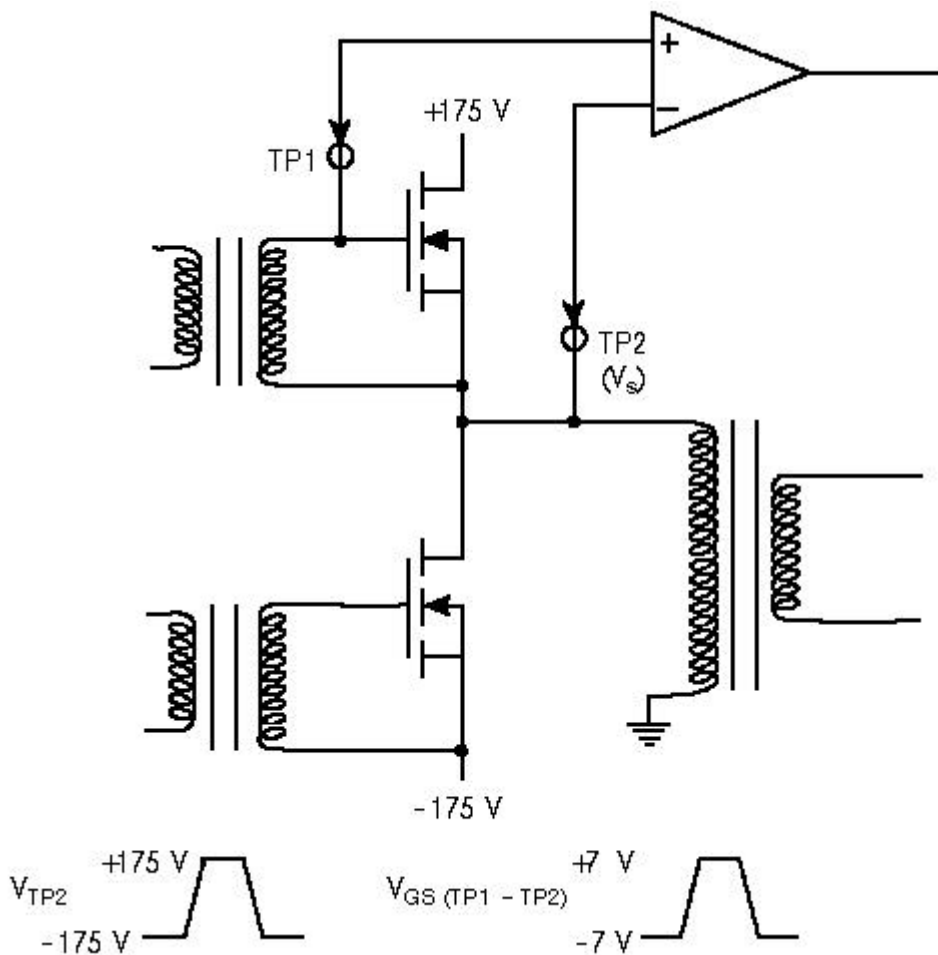 +
−
+175 V
TP1
TP2
(Vs)
−175 V
+175 V
VTP2
−175 V
+7 V
VGS (TP1 − TP2)
−7 V